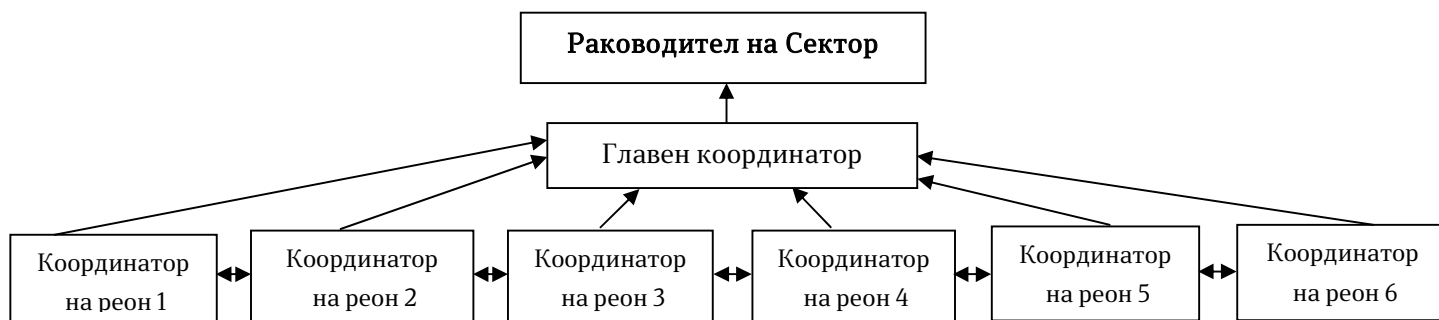 Раководител на Сектор
Главен координатор
Координатор
на реон 1
Координатор
на реон 2
Координатор
на реон 3
Координатор
на реон 4
Координатор
на реон 5
Координатор
на реон 6